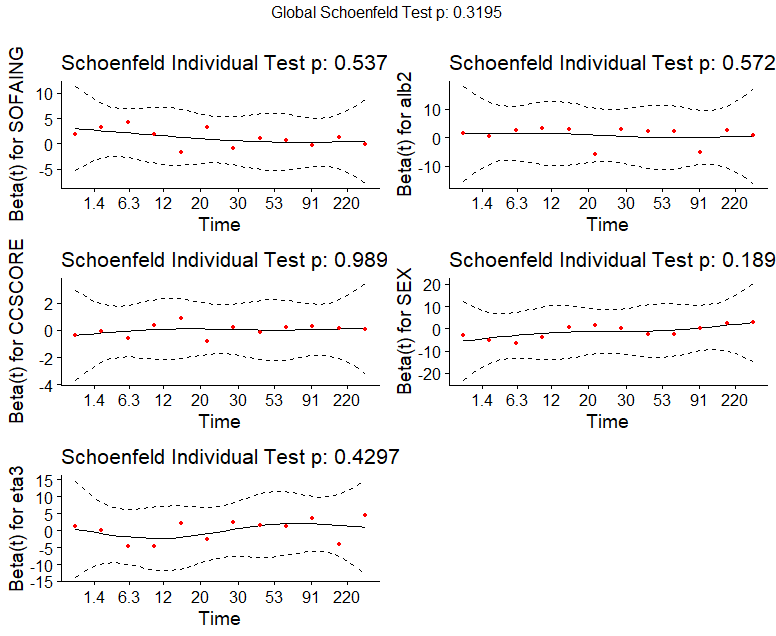 Global Schoenfeld Test p: 0.3195
Schoenfeld Individual Test p: 0.537
Beta(t) for SOFAING
10
5
0
-5
1.4 6.3 12 20 30 53 91 220
Time
Schoenfeld Individual Test p: 0.572
Beta(t) for alb2
10
0
-10
1.4 6.3 12 20 30 53 91 220
Time
Schoenfeld Individual Test p: 0.989
Beta(t) for CCSCORE
2
0
-2
-4
1.4 6.3 12 20 30 53 91 220
Time
Schoenfeld Individual Test p: 0.189
Beta(t) for SEX
20
10
0
-10
-20
1.4 6.3 12 20 30 53 91 220
Time
Schoenfeld Individual Test p: 0.4297
Beta(t) for eta3
15
10
5
0
-5
-10
-15
1.4 6.3 12 20 30 53 91 220
Time